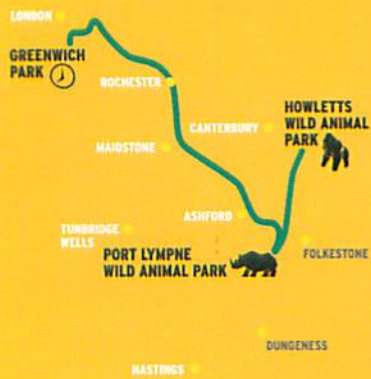 LONDON
GREENWICH
PARK
ROCHESTER
HOWLETTS
WILD ANIMAL
PARK
CANTERBURY
MAIDSTONE
ASHFORD
TUNBRIDGE
WELLS
PORT LYMPNE
WILD ANIMAL PARK
FOLKESTONE
DUNGENESS
HASTINGS